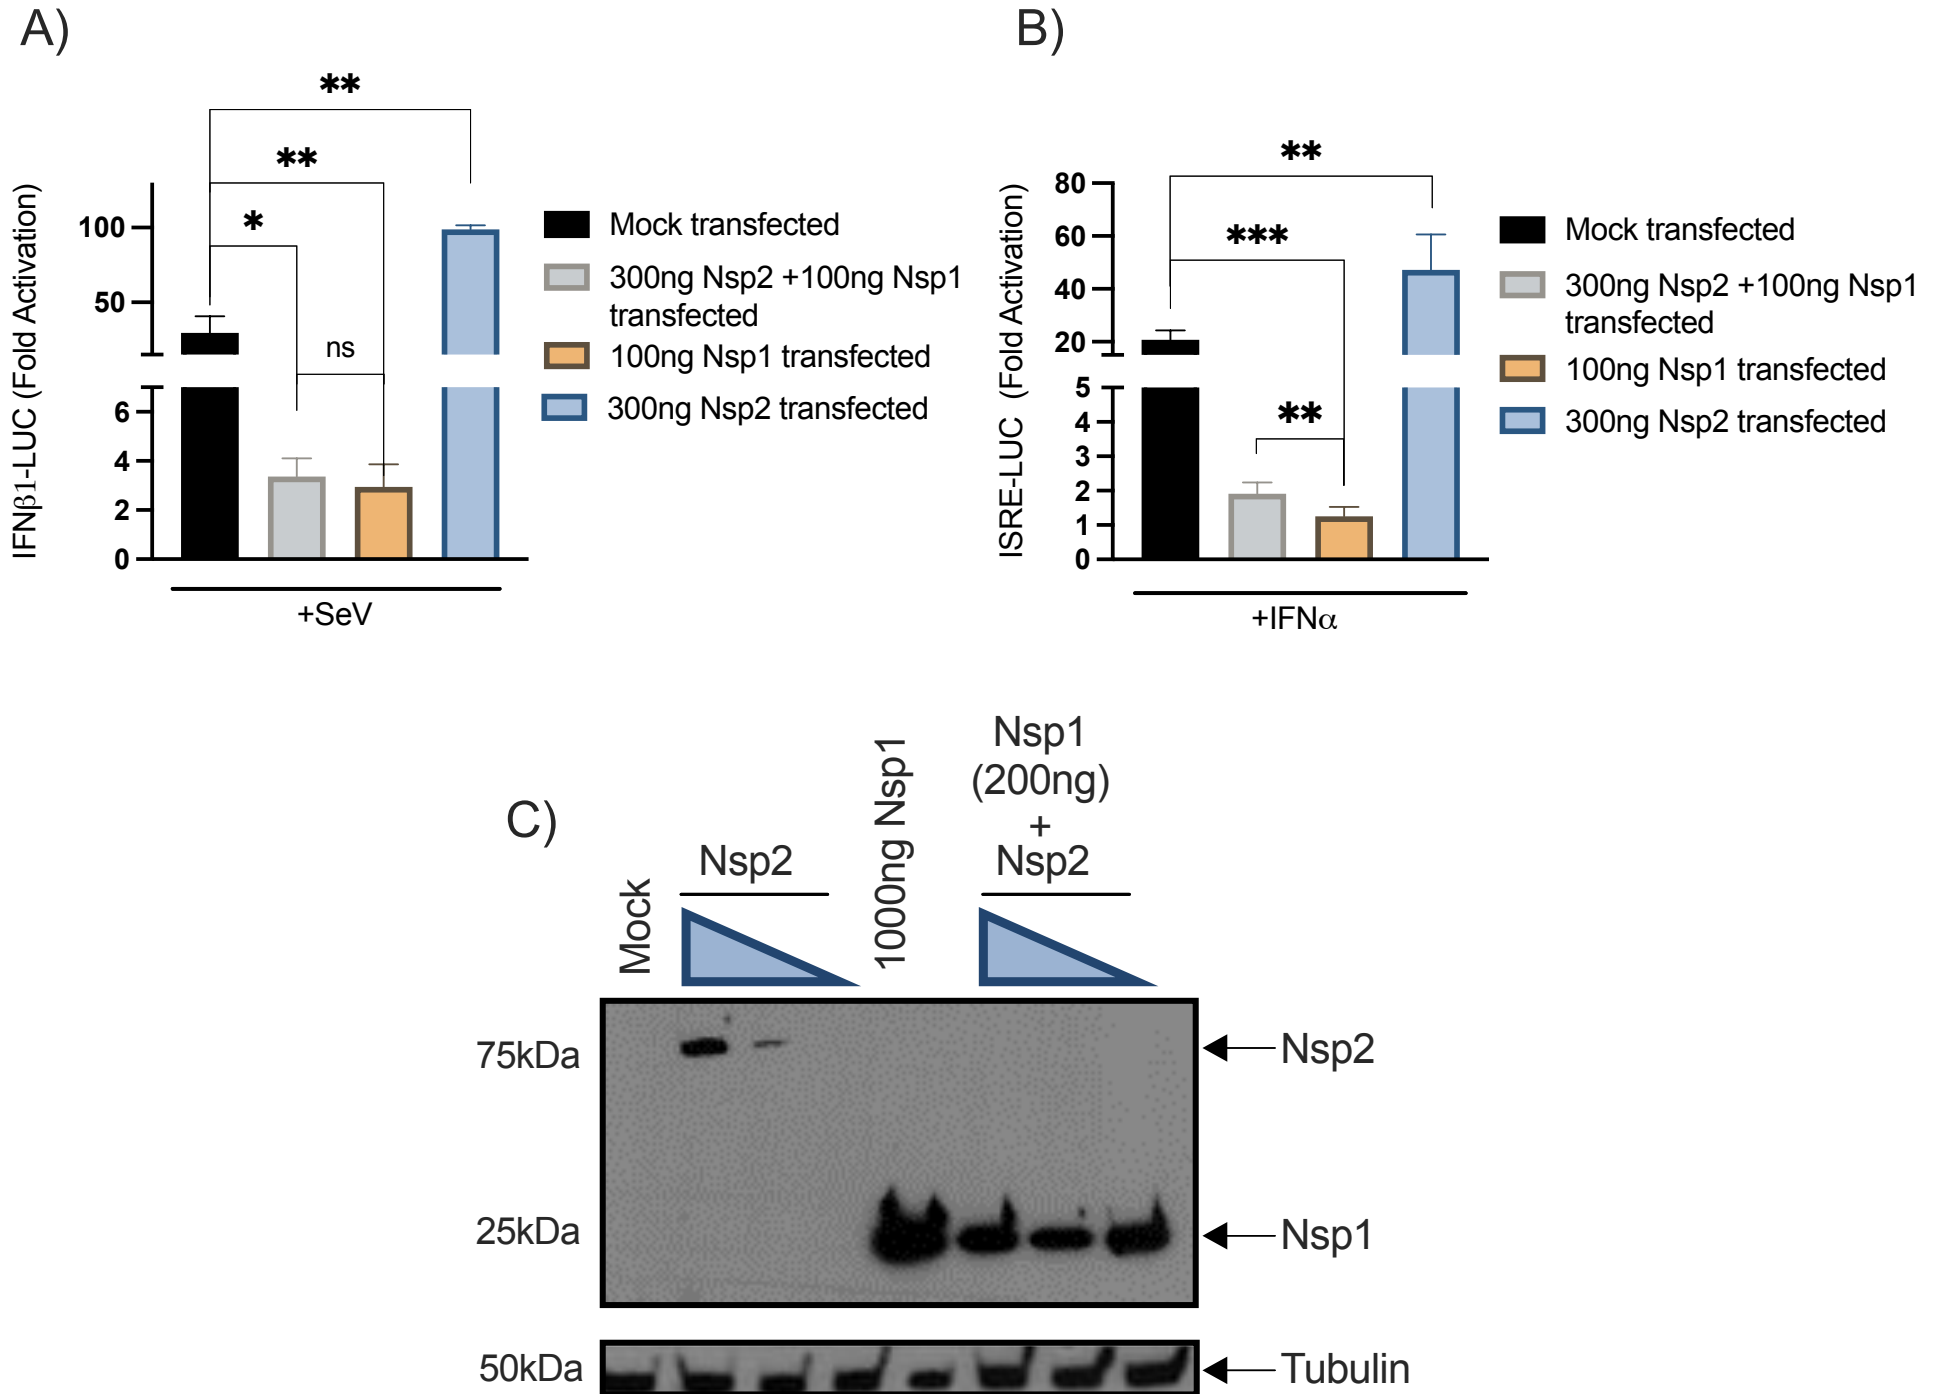 A)
B)
**
**
*
ns
IFNβ1-LUC (Fold Activation)
100
50
6
4
2
0
+SeV
Mock transfected
300ng Nsp2 +100ng Nsp1
transfected
100ng Nsp1 transfected
300ng Nsp2 transfected
**
***
**
ISRE-LUC (Fold Activation)
80
60
40
20
5
4
3
2
1
0
+IFNα
Mock transfected
300ng Nsp2 +100ng Nsp1
transfected
100ng Nsp1 transfected
300ng Nsp2 transfected
C)
Mock
Nsp2
1000ng Nsp1
Nsp1
(200ng)
+
Nsp2
75kDa
Nsp2
25kDa
Nsp1
50kDa
Tubulin